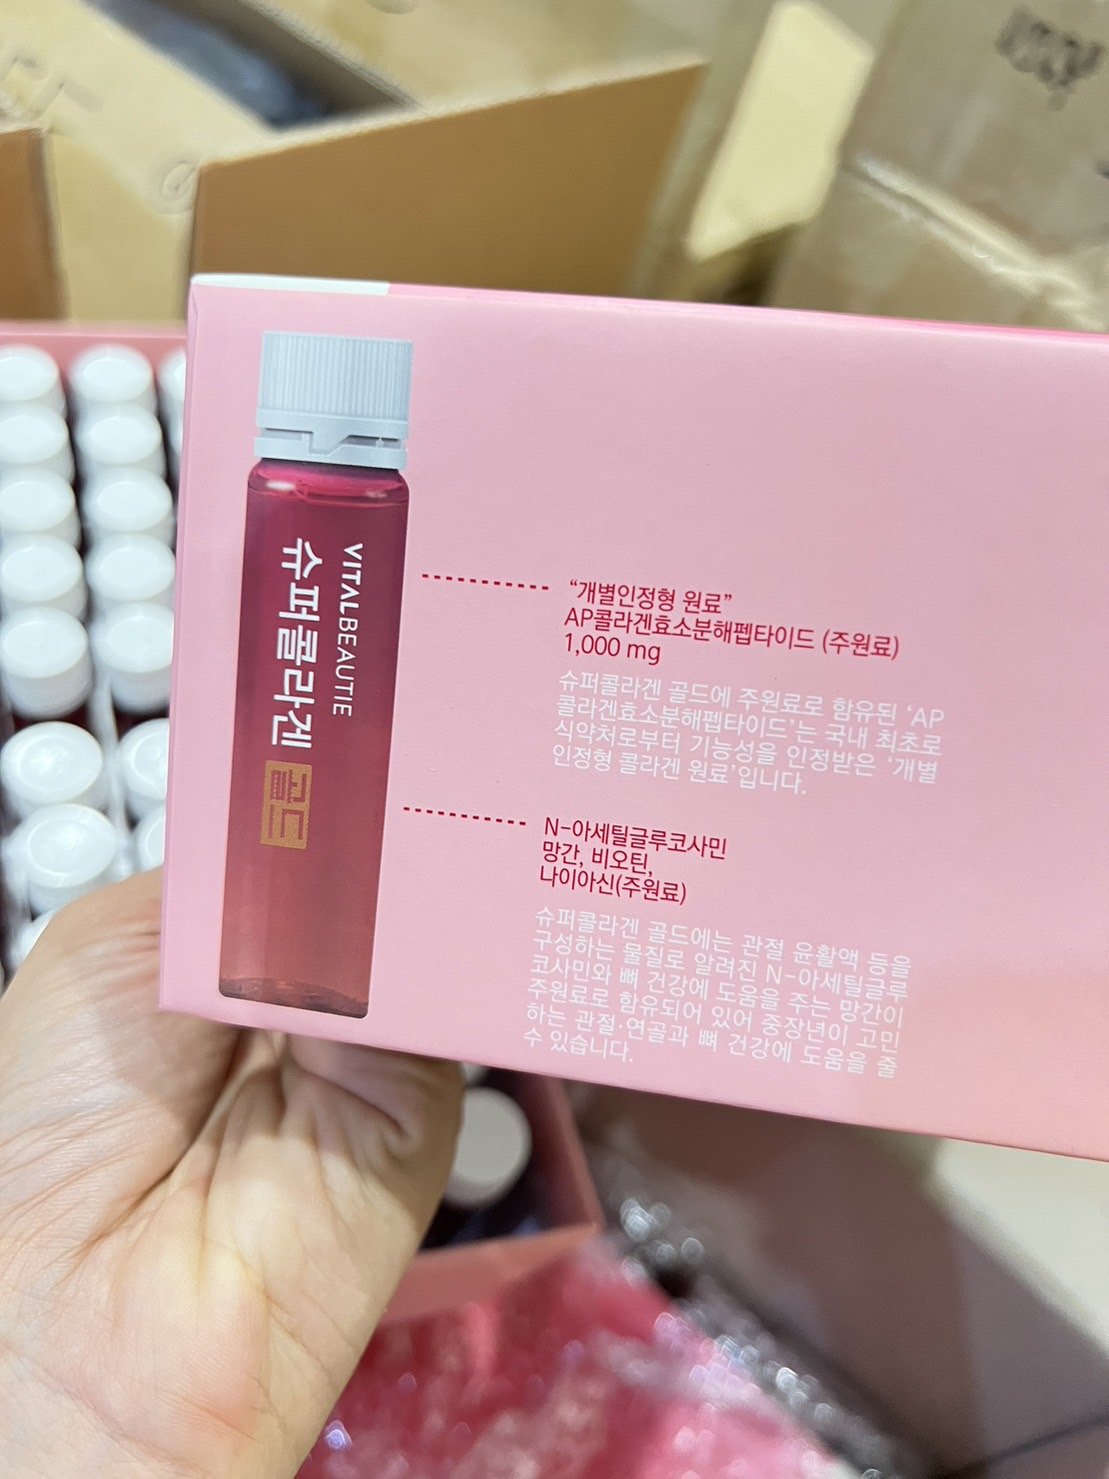 VITALBEAUTIE
슈퍼콜라겐 골드
“개별인정형 원료”
AP콜라겐효소분해펩타이드 (주원료)
1,000 mg
슈퍼콜라겐 골드에 주원료로 함유된 ‘AP
콜라겐효소분해펩타이드’는 국내 최초로
식약처로부터 기능성을 인정받은 ‘개별
인정형 콜라겐 원료’입니다.
N-아세틸글루코사민
망간, 비오틴,
나이아신(주원료)
슈퍼콜라겐 골드에는 관절 윤활액 등을
구성하는 물질로 알려진 N-아세틸글루
코사민와 뼈 건강에 도움을 주는 망간이
주원료로 함유되어 있어 중장년이 고민
하는 관절·연골과 뼈 건강에 도움을 줄
수 있습니다.